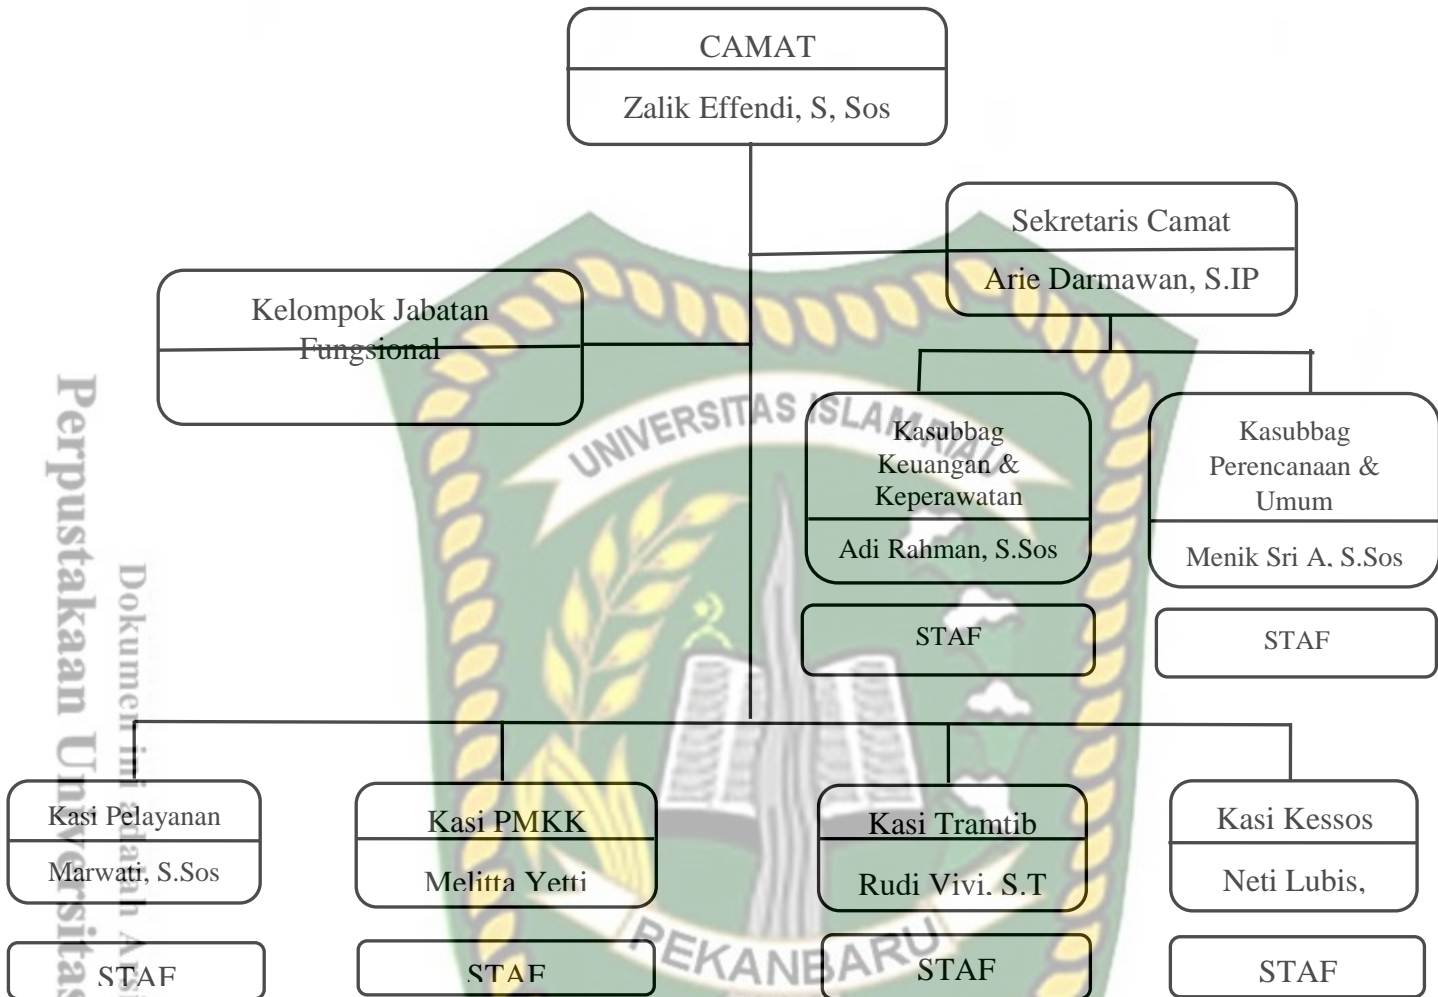 CAMAT
Zalik Effendi, S, Sos
Sekretaris Camat
Arie Darmawan, S.IP
Kelompok Jabatan
Fungsional
UNIVERSITAS ISLAM RIAU
Kasubbag
Keuangan &
Keperawatan
Adi Rahman, S.Sos
Kasubbag
Perencanaan &
Umum
Menik Sri A, S.Sos
STAF
STAF
Kasi Pelayanan
Marwati, S.Sos
Kasi PMKK
Melitta Yetti
Kasi Tramtib
Rudi Vivi, S.T
Kasi Kessos
Neti Lubis,
STAF
STAF
STAF
STAF
PEKANBARU
Perpustakaan Universitas
Dokumen ini adalah